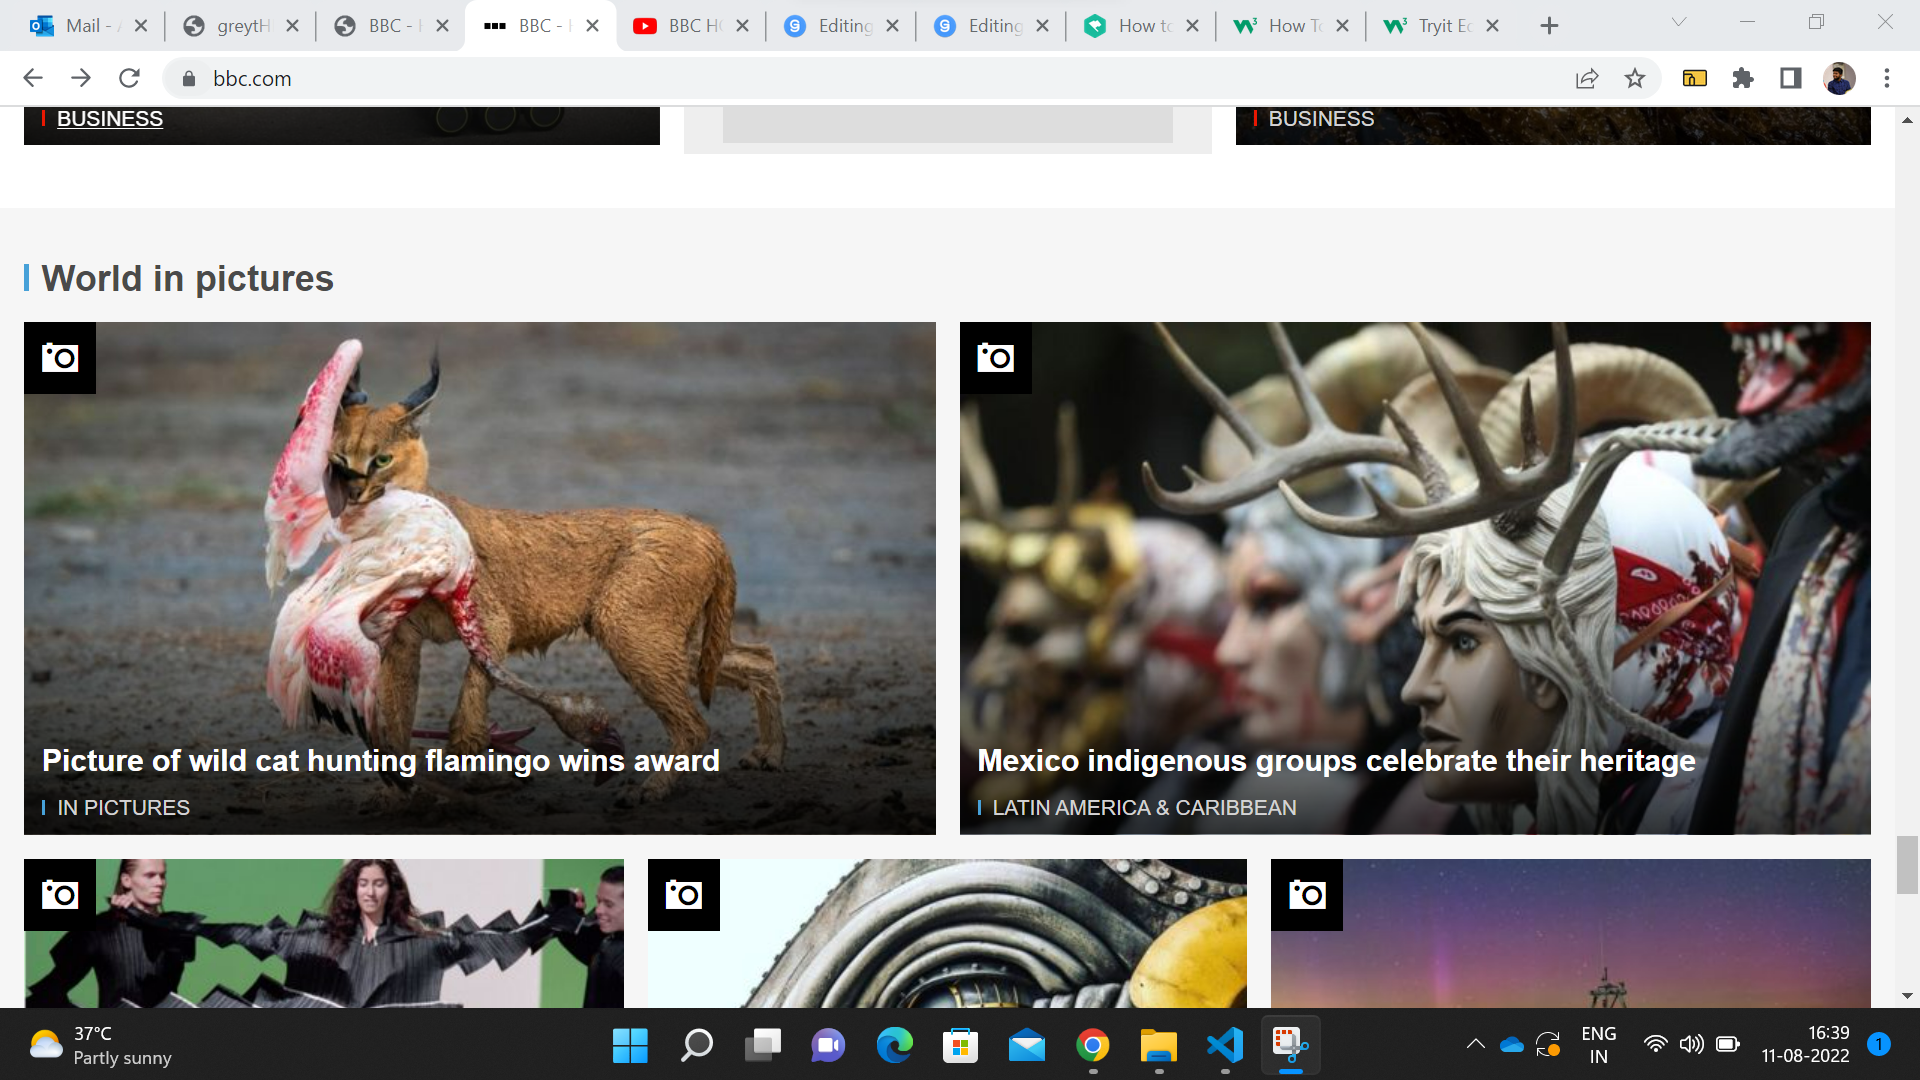 Mail -
greytH
BBC -
BBC -
BBC H
Editing
Editing
How to
How To
Tryit Ed
bbc.com
BUSINESS
BUSINESS
World in pictures
Picture of wild cat hunting flamingo wins award
IN PICTURES
Mexico indigenous groups celebrate their heritage
LATIN AMERICA & CARIBBEAN
37°C
Partly sunny
ENG
IN
16:39
11-08-2022
1